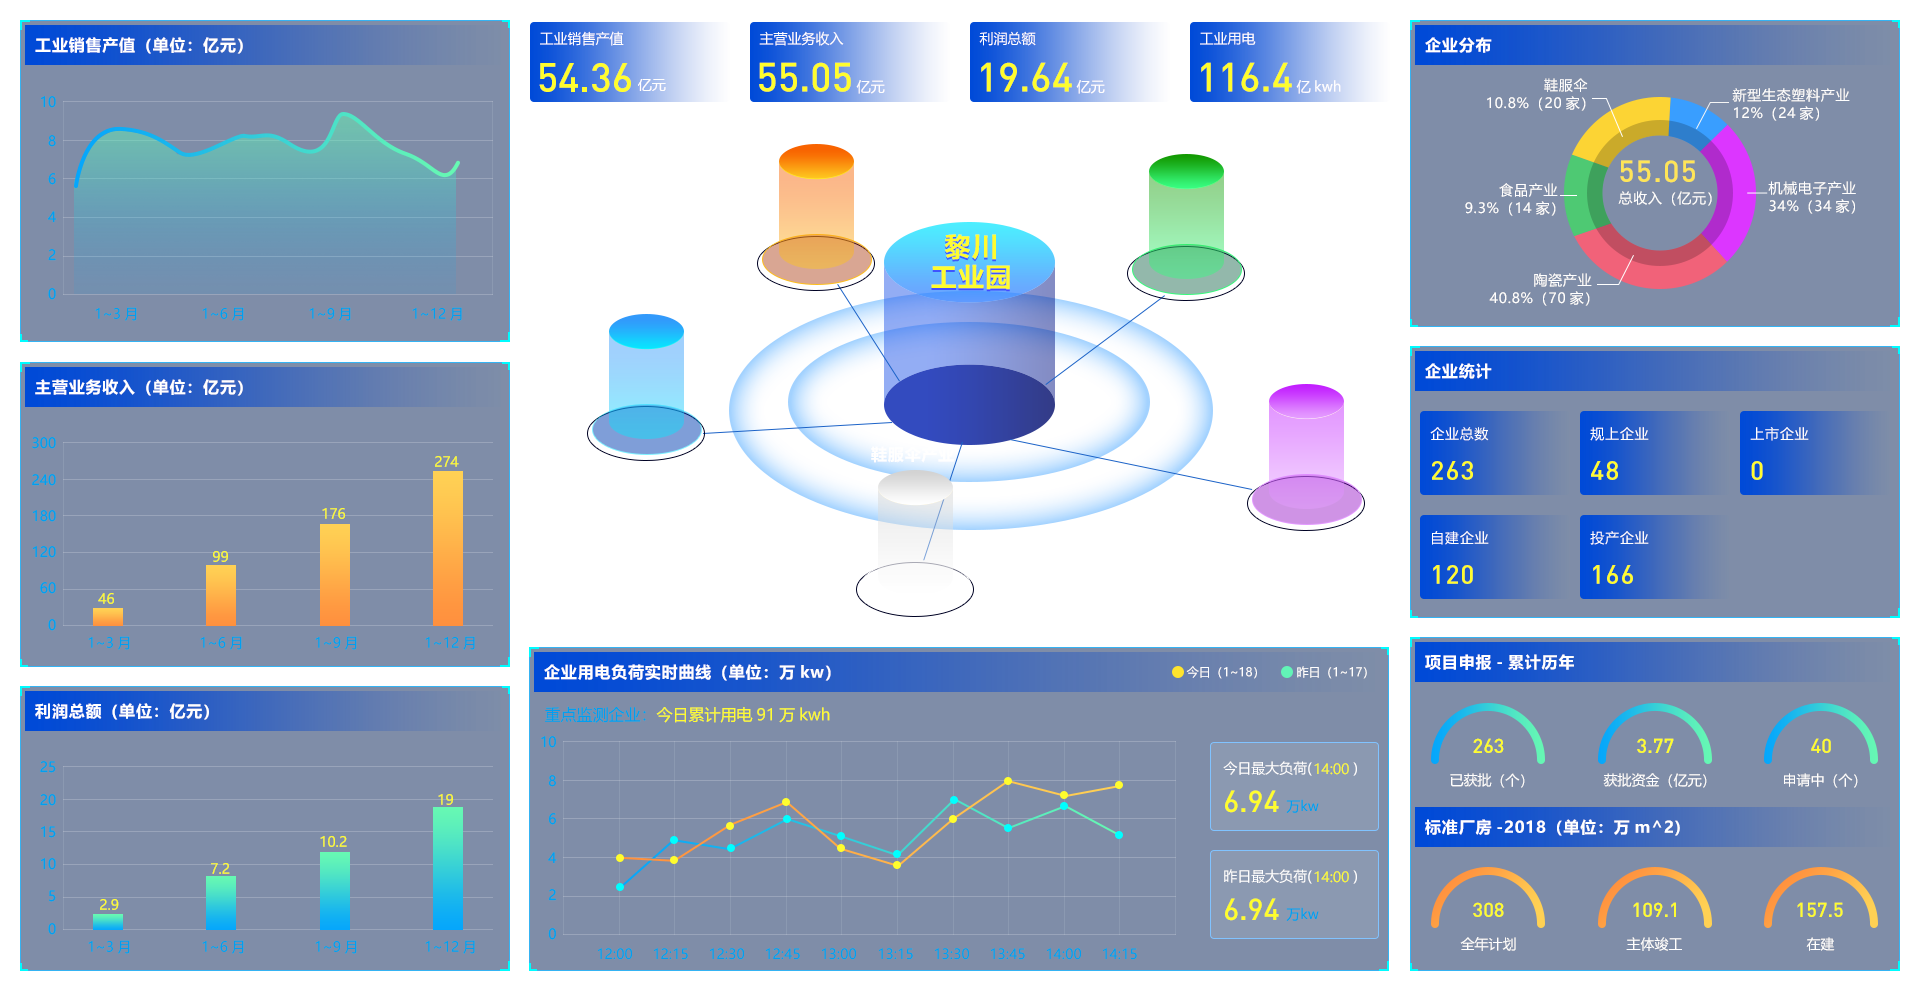 工业销售产值（单位：亿元）
10
8
6
4
2
0
1~3 月
1~6 月
1~9 月
1~12 月
主营业务收入（单位：亿元）
300
240
180
120
60
0
46
99
176
274
1~3 月
1~6 月
1~9 月
1~12 月
利润总额（单位：亿元）
25
20
15
10
5
0
2.9
7.2
10.2
19
1~3 月
1~6 月
1~9 月
1~12 月
工业销售产值
54.36 亿元
主营业务收入
55.05 亿元
利润总额
19.64 亿元
工业用电
116.4 亿 kwh
黎川
工业园
鞋服伞产业
企业用电负荷实时曲线（单位：万 kw）
今日（1~18）
昨日（1~17）
重点监测企业：今日累计用电 91 万 kwh
10
8
6
4
2
0
12:00
12:15
12:30
12:45
13:00
13:15
13:30
13:45
14:00
14:15
今日最大负荷(14:00 )
6.94 万kw
昨日最大负荷(14:00 )
6.94 万kw
企业分布
鞋服伞
10.8%（20 家）
新型生态塑料产业
12%（24 家）
食品产业
9.3%（14 家）
机械电子产业
34%（34 家）
陶瓷产业
40.8%（70 家）
55.05
总收入（亿元）
企业统计
企业总数
263
规上企业
48
上市企业
0
自建企业
120
投产企业
166
项目申报 - 累计历年
263
已获批（个）
3.77
获批资金（亿元）
40
申请中（个）
标准厂房 -2018（单位：万 m^2）
308
全年计划
109.1
主体竣工
157.5
在建